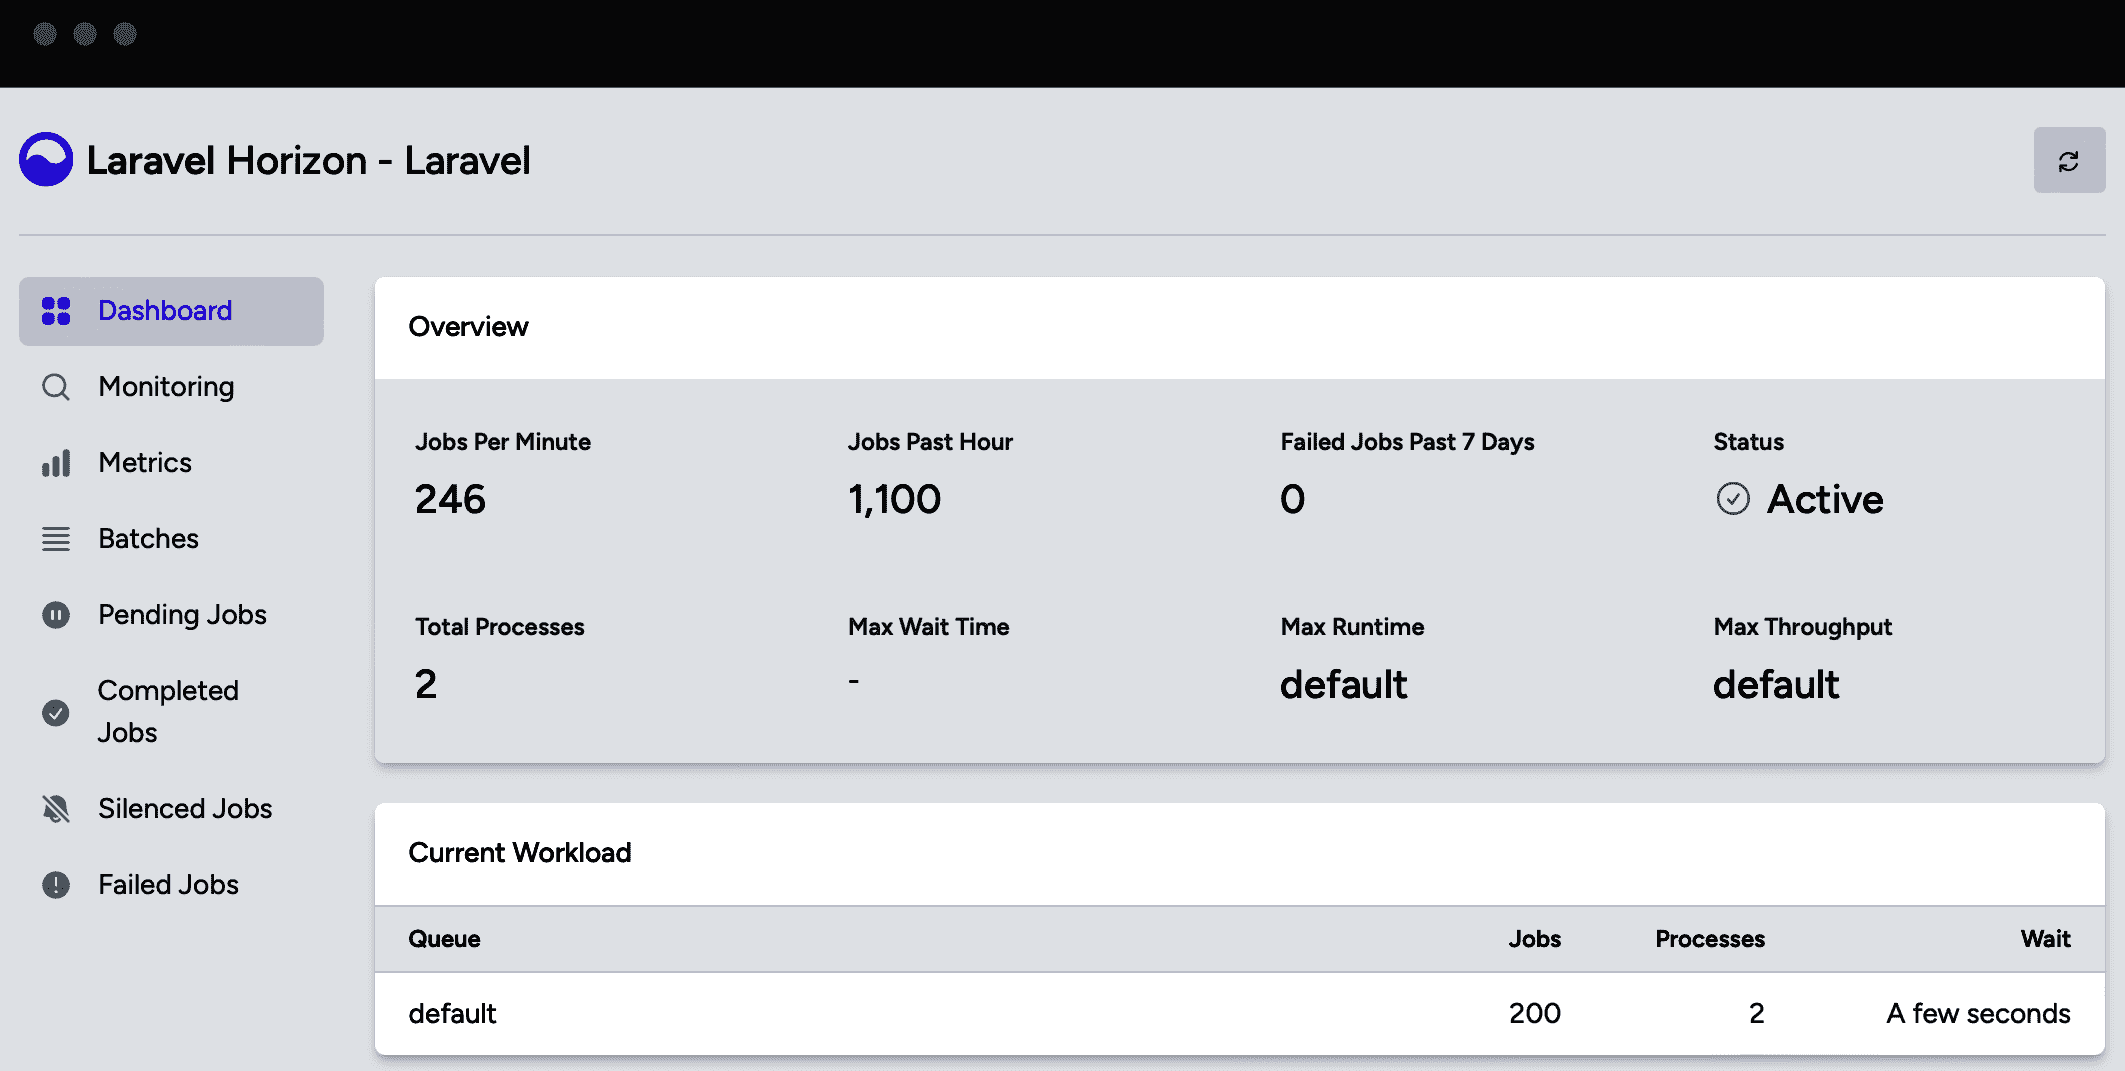 Laravel Horizon - Laravel
Dashboard
Monitoring
Metrics
Batches
Pending Jobs
Completed
Jobs
Silenced Jobs
Failed Jobs
Overview
Jobs Per Minute
246
Jobs Past Hour
1,100
Failed Jobs Past 7 Days
0
Status
Active
Total Processes
2
Max Wait Time
-
Max Runtime
default
Max Throughput
default
Current Workload
Queue Jobs Processes Wait
default 200 2 A few seconds